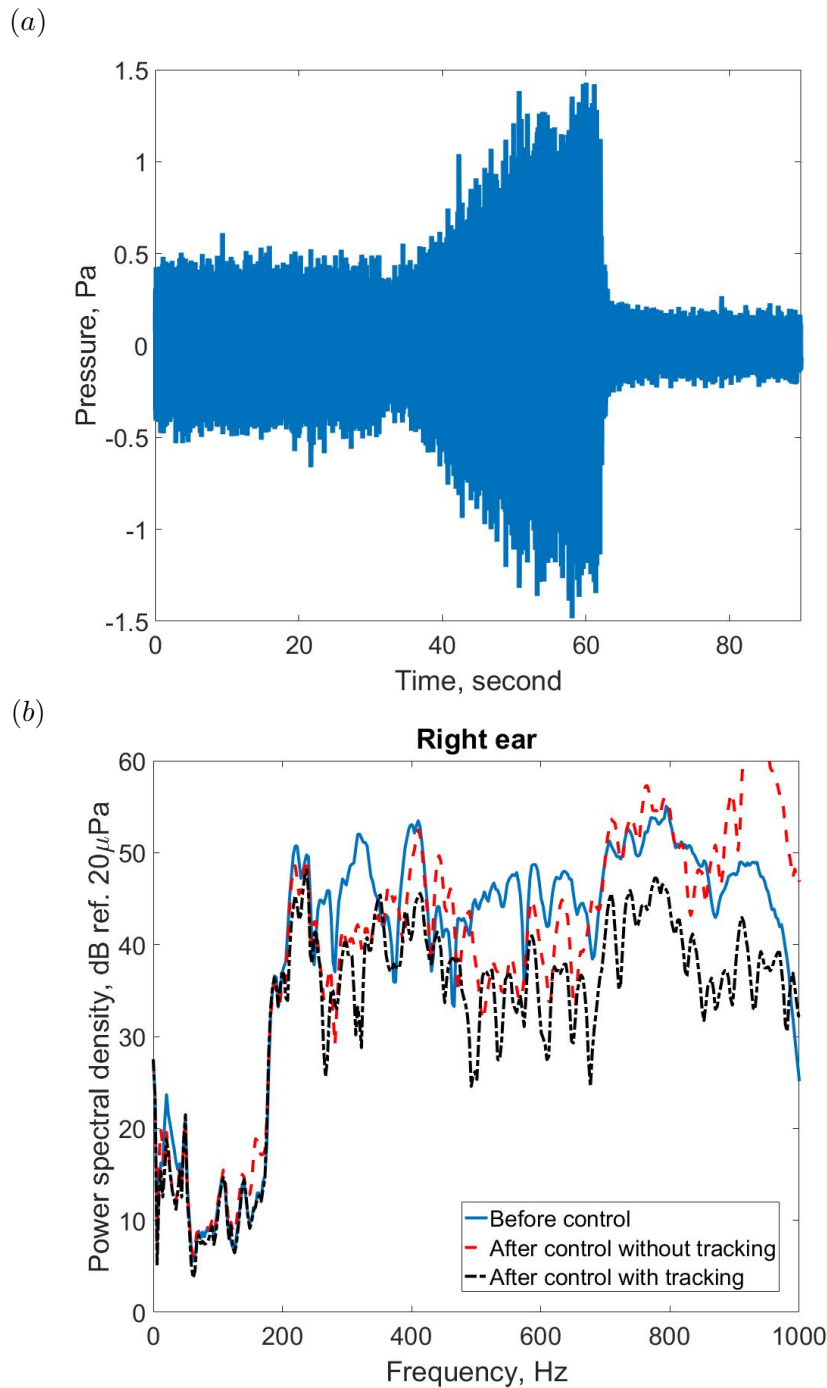 (a)
1.5
1
0.5
0
-0.5
-1
-1.5
Pressure, Pa
0 20 40 60 80
Time, second
(b)
Right ear
60
50
40
30
20
10
0
Power spectral density, dB ref. 20μPa
Before control
After control without tracking
After control with tracking
0 200 400 600 800 1000
Frequency, Hz